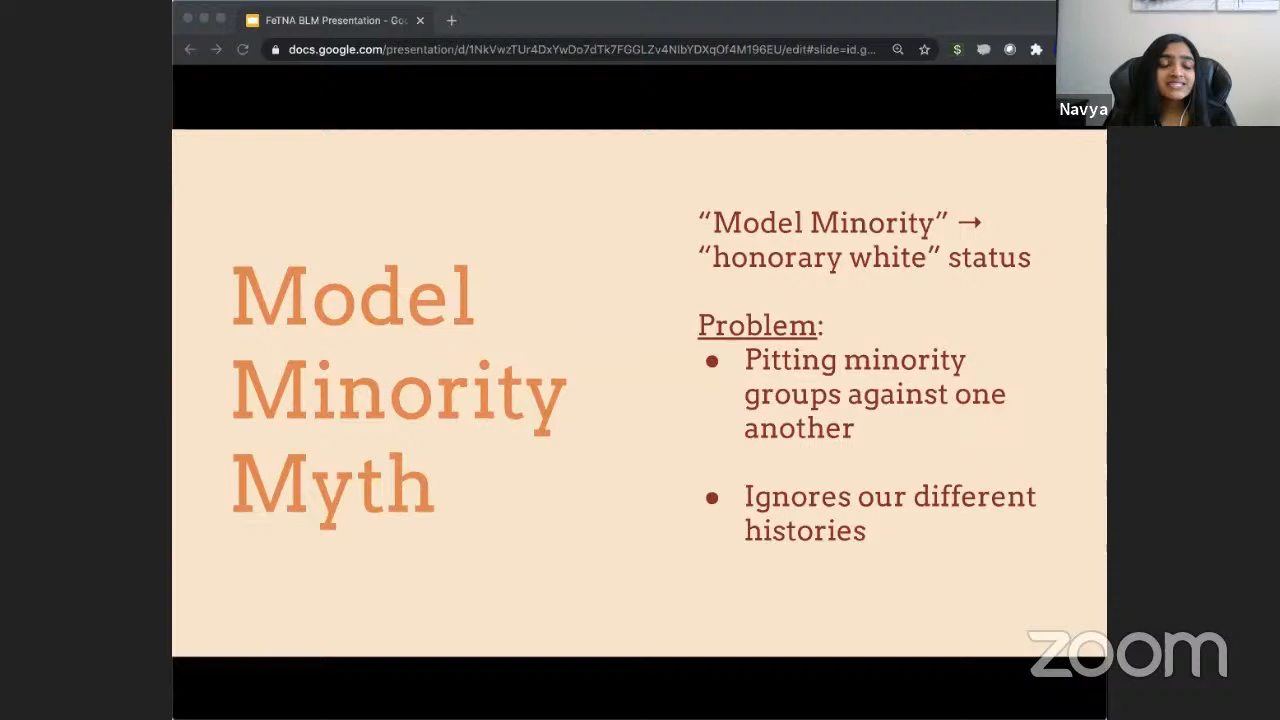 FeTNA BLM Presentation - Goo
docs.google.com/presentation/d/1NkVwzTUr4DxYwDo7dTk7FGGLZv4NlbYDXqOf4M196EU/edit#slide=id.g...
Navya
Model
Minority
Myth
“Model Minority” →
“honorary white” status
Problem:
● Pitting minority
groups against one
another
● Ignores our different
histories
zoom